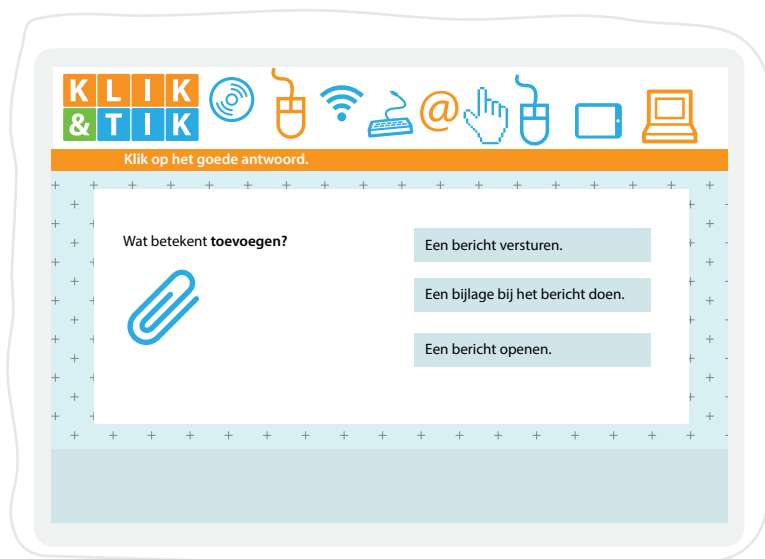 KLIK
&TIK
@
Klik op het goede antwoord.
Wat betekent toevoegen?
Een bericht versturen.
Een bijlage bij het bericht doen.
Een bericht openen.